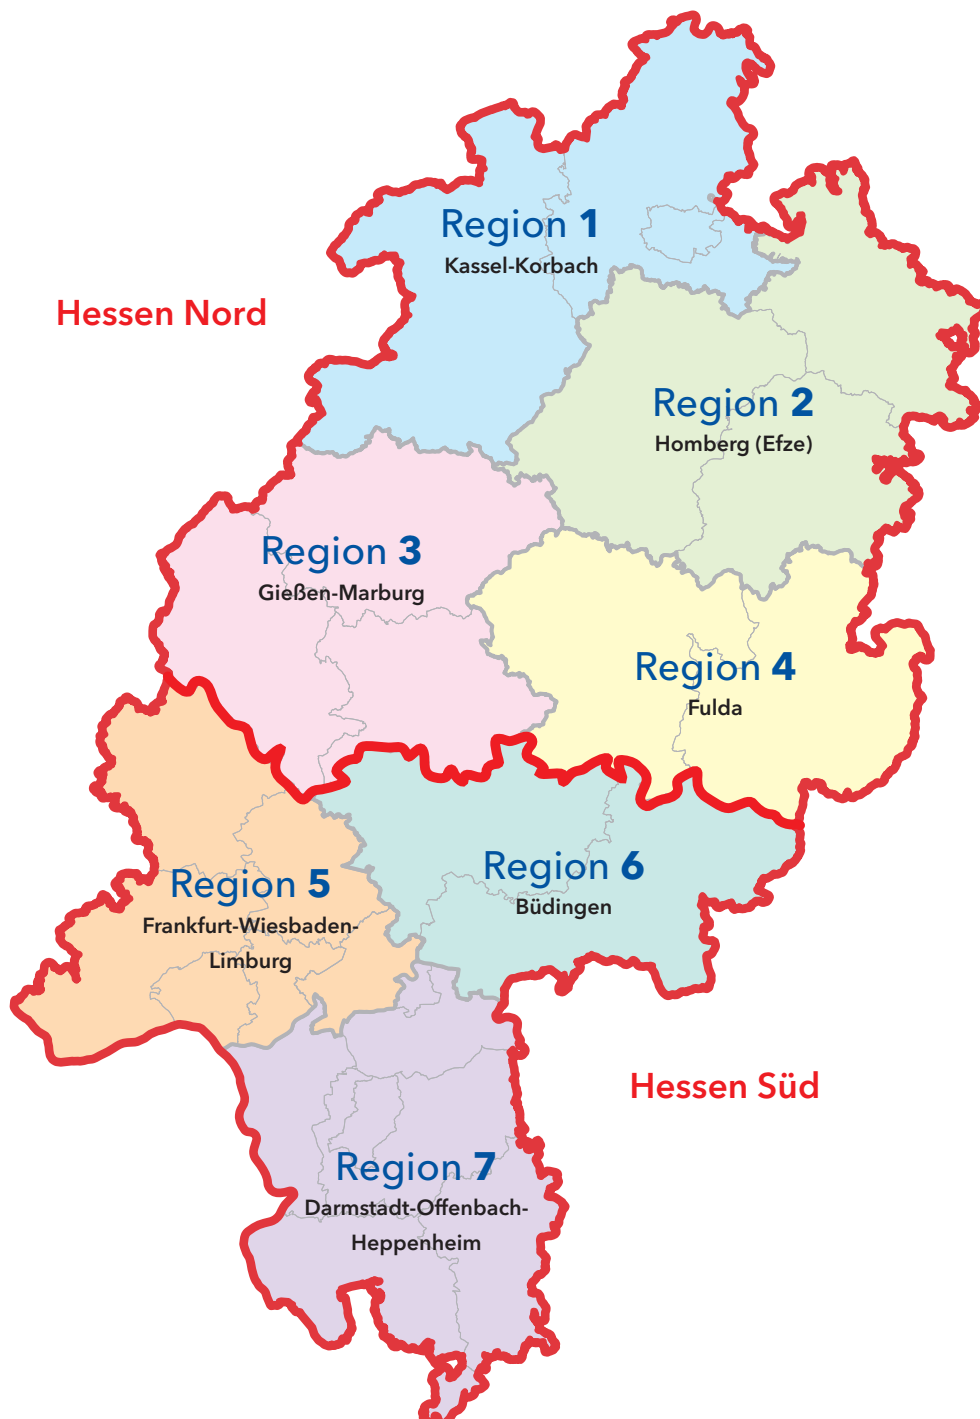 Region 1
Kassel-Korbach
Hessen Nord
Region 2
Homberg (Efze)
Region 3
Gießen-Marburg
Region 4
Fulda
Region 5
Frankfurt-Wiesbaden-
Limburg
Region 6
Büdingen
Hessen Süd
Region 7
Darmstadt-Offenbach-
Heppenheim